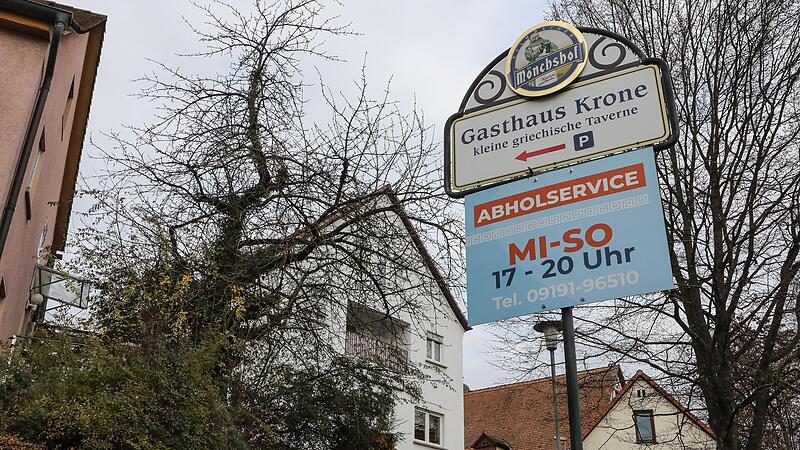 Mönchshof
Gasthaus Krone
kleine griechische Taverne
P
ABHOLSERVICE
MI-SO
17 - 20 Uhr
Tel. 09191-96510